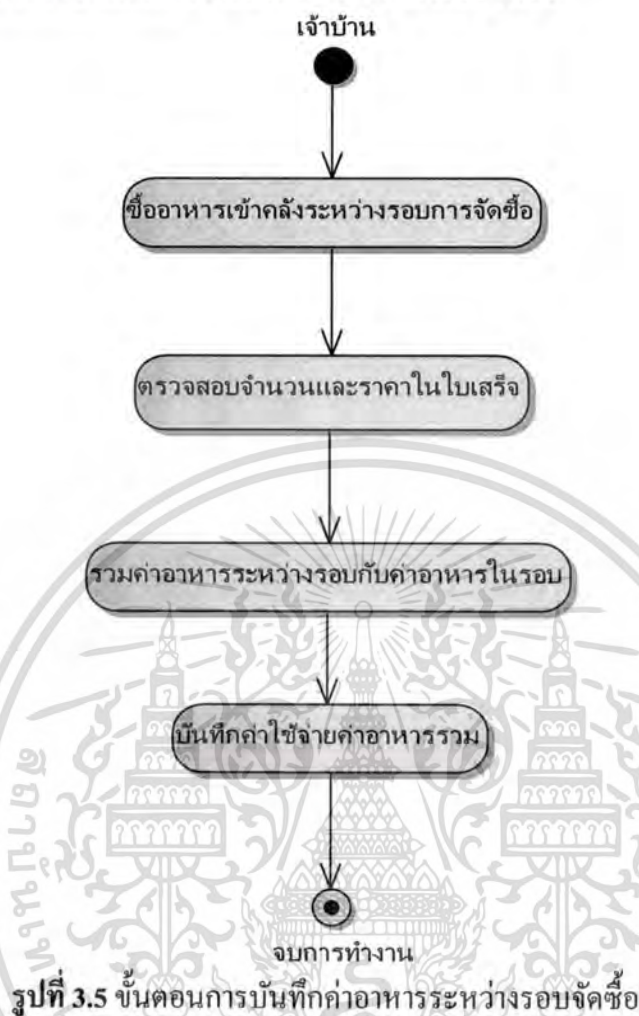 เจ้าบ้าน
ซื้ออาหารเข้าคลังระหว่างรอบการจัดซื้อ
ตรวจสอบจำนวนและราคาในใบเสร็จ
รวมค่าอาหารระหว่างรอบกับค่าอาหารในรอบ
บันทึกค่าใช้จ่ายค่าอาหารรวม
จบการทำงาน
รูปที่ 3.5 ขั้นตอนการบันทึกค่าอาหารระหว่างรอบจัดซื้อ